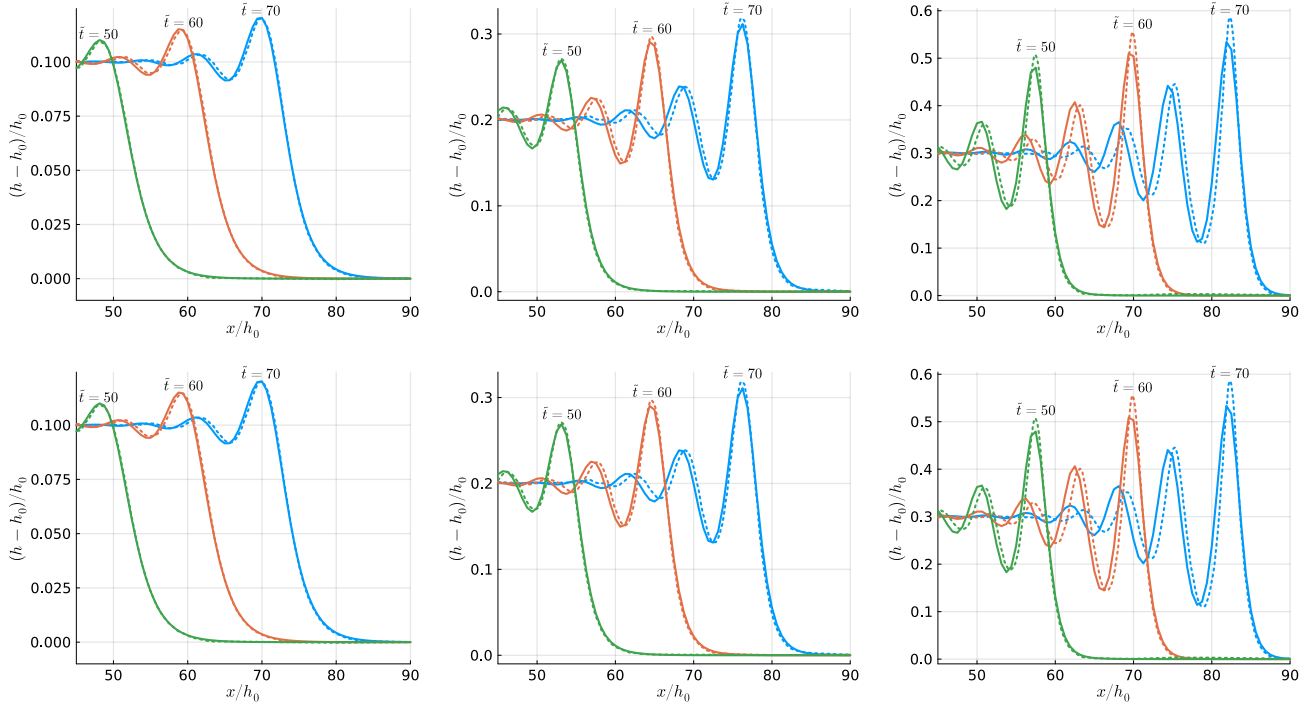 t̃ = 50
t̃ = 60
t̃ = 70
0.100
0.075
0.050
0.025
0.000
(h − h₀)/h₀
50 60 70 80 90
x/h₀
t̃ = 50
t̃ = 60
t̃ = 70
0.3
0.2
0.1
0.0
(h − h₀)/h₀
50 60 70 80 90
x/h₀
t̃ = 50
t̃ = 60
t̃ = 70
0.6
0.5
0.4
0.3
0.2
0.1
0.0
(h − h₀)/h₀
50 60 70 80 90
x/h₀
t̃ = 50
t̃ = 60
t̃ = 70
0.100
0.075
0.050
0.025
0.000
(h − h₀)/h₀
50 60 70 80 90
x/h₀
t̃ = 50
t̃ = 60
t̃ = 70
0.3
0.2
0.1
0.0
(h − h₀)/h₀
50 60 70 80 90
x/h₀
t̃ = 50
t̃ = 60
t̃ = 70
0.6
0.5
0.4
0.3
0.2
0.1
0.0
(h − h₀)/h₀
50 60 70 80 90
x/h₀